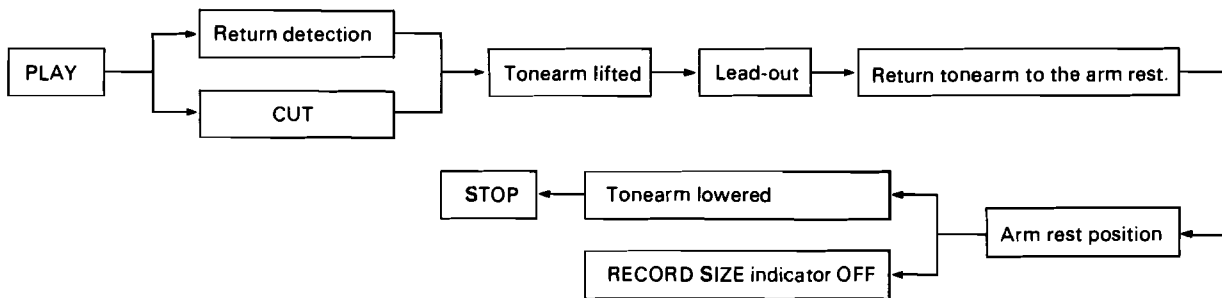 PLAY
Return detection
CUT
Tonearm lifted
Lead-out
Return tonearm to the arm rest.
Arm rest position
Tonearm lowered
STOP
RECORD SIZE indicator OFF